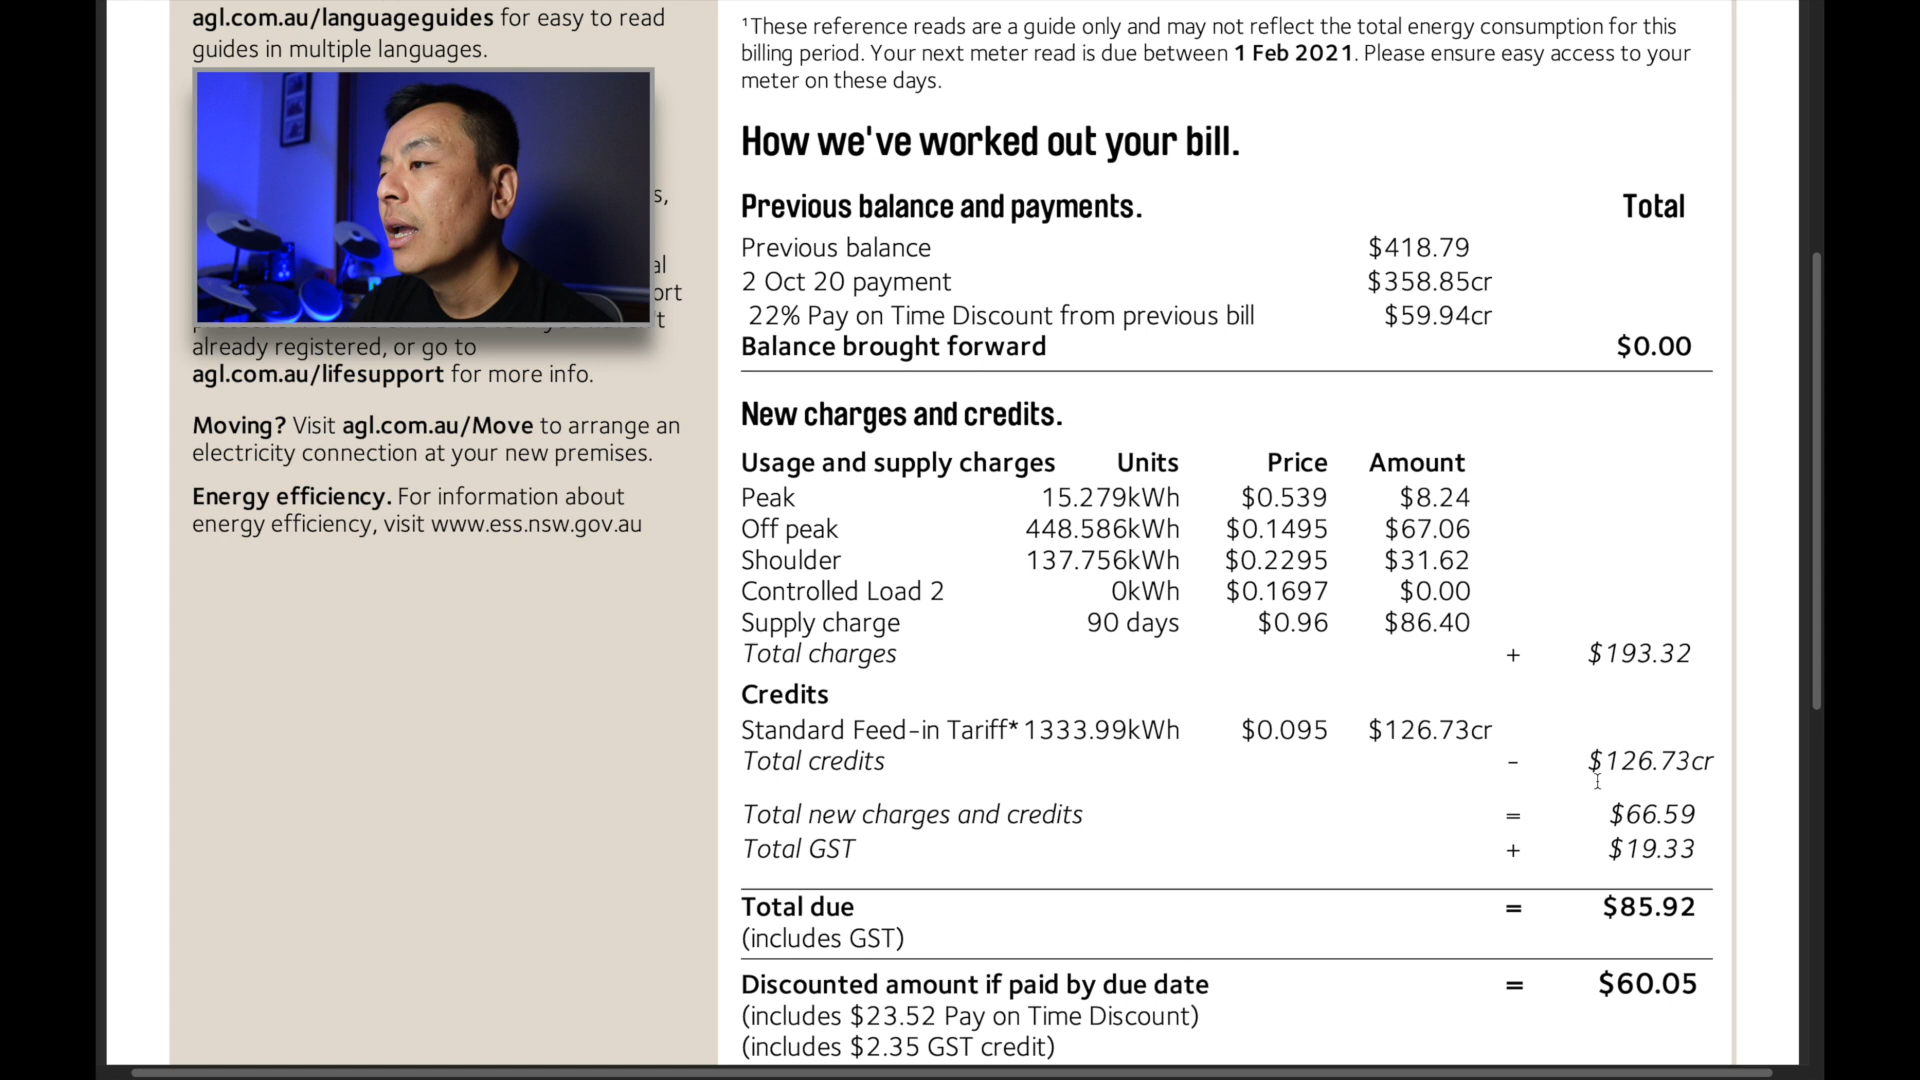 agl.com.au/languageguides for easy to read
guides in multiple languages.
s,
al
ort
't
already registered, or go to
agl.com.au/lifesupport for more info.
Moving? Visit agl.com.au/Move to arrange an
electricity connection at your new premises.
Energy efficiency. For information about
energy efficiency, visit www.ess.nsw.gov.au
¹These reference reads are a guide only and may not reflect the total energy consumption for this
billing period. Your next meter read is due between 1 Feb 2021. Please ensure easy access to your
meter on these days.
How we've worked out your bill.
Previous balance and payments. Total
Previous balance $418.79
2 Oct 20 payment $358.85cr
22% Pay on Time Discount from previous bill $59.94cr
Balance brought forward $0.00
New charges and credits.
Usage and supply charges Units Price Amount
Peak 15.279kWh $0.539 $8.24
Off peak 448.586kWh $0.1495 $67.06
Shoulder 137.756kWh $0.2295 $31.62
Controlled Load 2 0kWh $0.1697 $0.00
Supply charge 90 days $0.96 $86.40
Total charges + $193.32
Credits
Standard Feed-in Tariff* 1333.99kWh $0.095 $126.73cr
Total credits - $126.73cr
Total new charges and credits = $66.59
Total GST + $19.33
Total due = $85.92
(includes GST)
Discounted amount if paid by due date = $60.05
(includes $23.52 Pay on Time Discount)
(includes $2.35 GST credit)